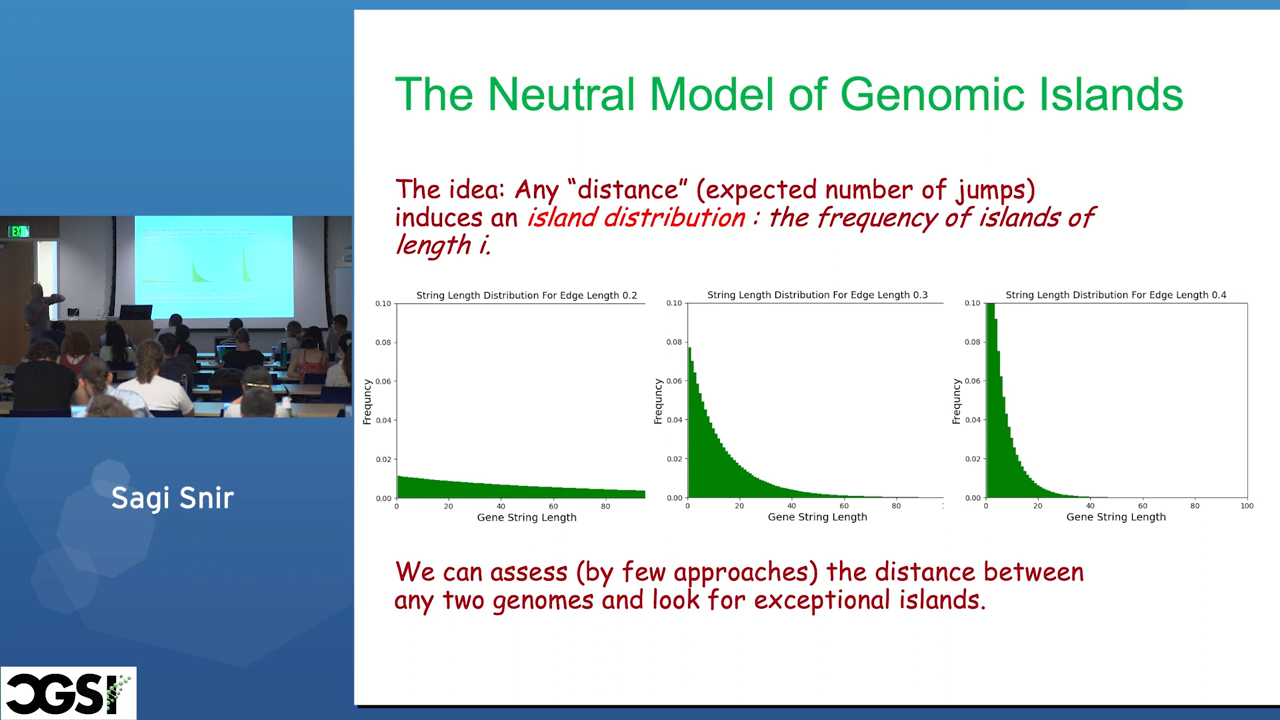 The Neutral Model of Genomic Islands
The idea: Any “distance” (expected number of jumps)
induces an island distribution : the frequency of islands of
length i.
String Length Distribution For Edge Length 0.2
0.10
0.08
0.06
0.04
0.02
0.00
Frequncy
0 20 40 60 80
Gene String Length
String Length Distribution For Edge Length 0.3
0.10
0.08
0.06
0.04
0.02
0.00
Frequncy
0 20 40 60 80
Gene String Length
String Length Distribution For Edge Length 0.4
0.10
0.08
0.06
0.04
0.02
0.00
Frequncy
0 20 40 60 80 100
Gene String Length
We can assess (by few approaches) the distance between
any two genomes and look for exceptional islands.
EXI
Sagi Snir
CGSI